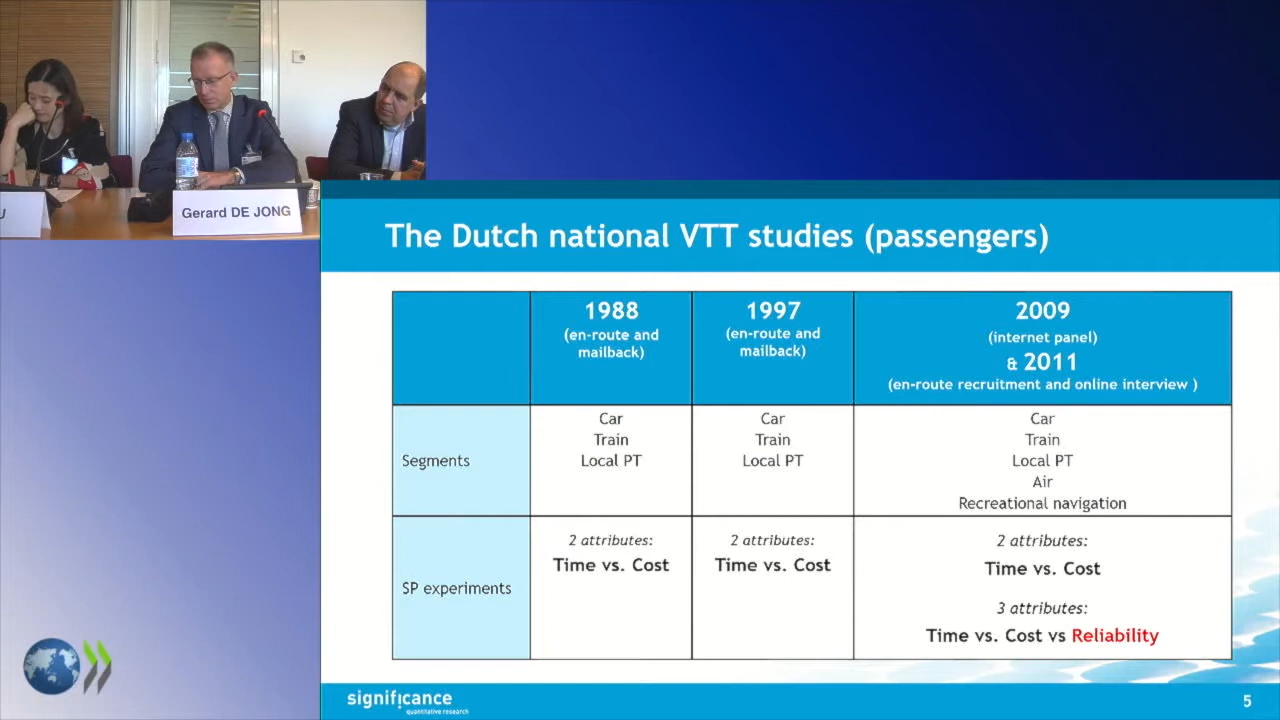 U
Gerard DE JONG
The Dutch national VTT studies (passengers)
1988
(en-route and
mailback)
1997
(en-route and
mailback)
2009
(internet panel)
& 2011
(en-route recruitment and online interview )
Segments
Car
Train
Local PT
Car
Train
Local PT
Car
Train
Local PT
Air
Recreational navigation
SP experiments
2 attributes:
Time vs. Cost
2 attributes:
Time vs. Cost
2 attributes:
Time vs. Cost
3 attributes:
Time vs. Cost vs Reliability
significance
quantitative research
5